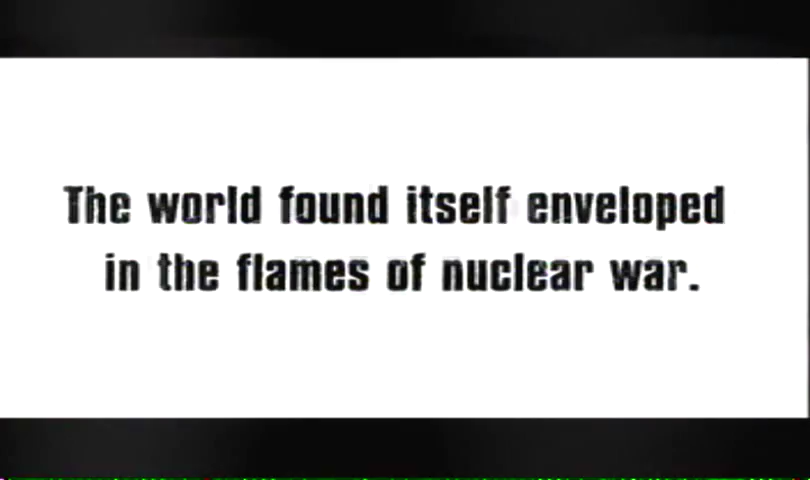 The world found itself enveloped
in the flames of nuclear war.